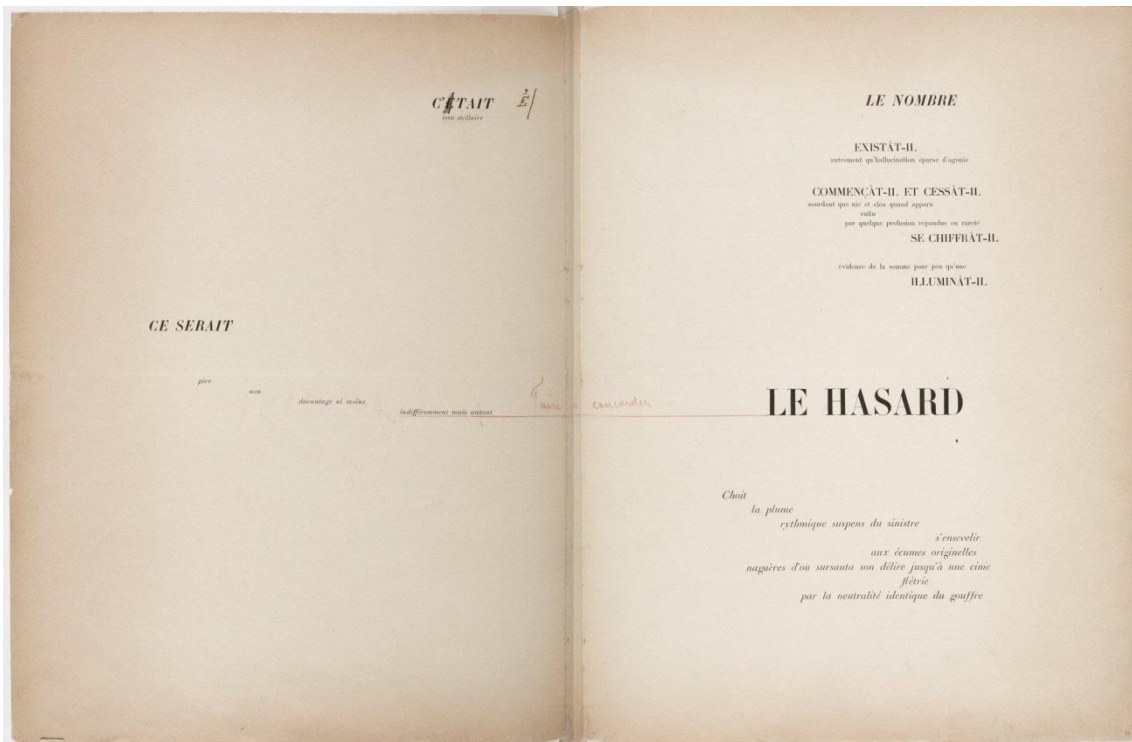 C'ETAIT É
issu stellaire
CE SERAIT
pire
non
davantage ni moins
indifféremment mais autant
Faire concorder
LE NOMBRE
EXISTÂT-IL
autrement qu'hallucination éparse d'agonie
COMMENÇÂT-IL ET CESSÂT-IL
sourdant que nié et clos quand apparu
enfin
par quelque profusion répandue en rareté
SE CHIFFRÂT-IL
évidence de la somme pour peu qu'une
ILLUMINÂT-IL
LE HASARD
Choit
la plume
rythmique suspens du sinistre
s'ensevelir
aux écumes originelles
naguères d'où sursauta son délire jusqu'à une cime
flétrie
par la neutralité identique du gouffre